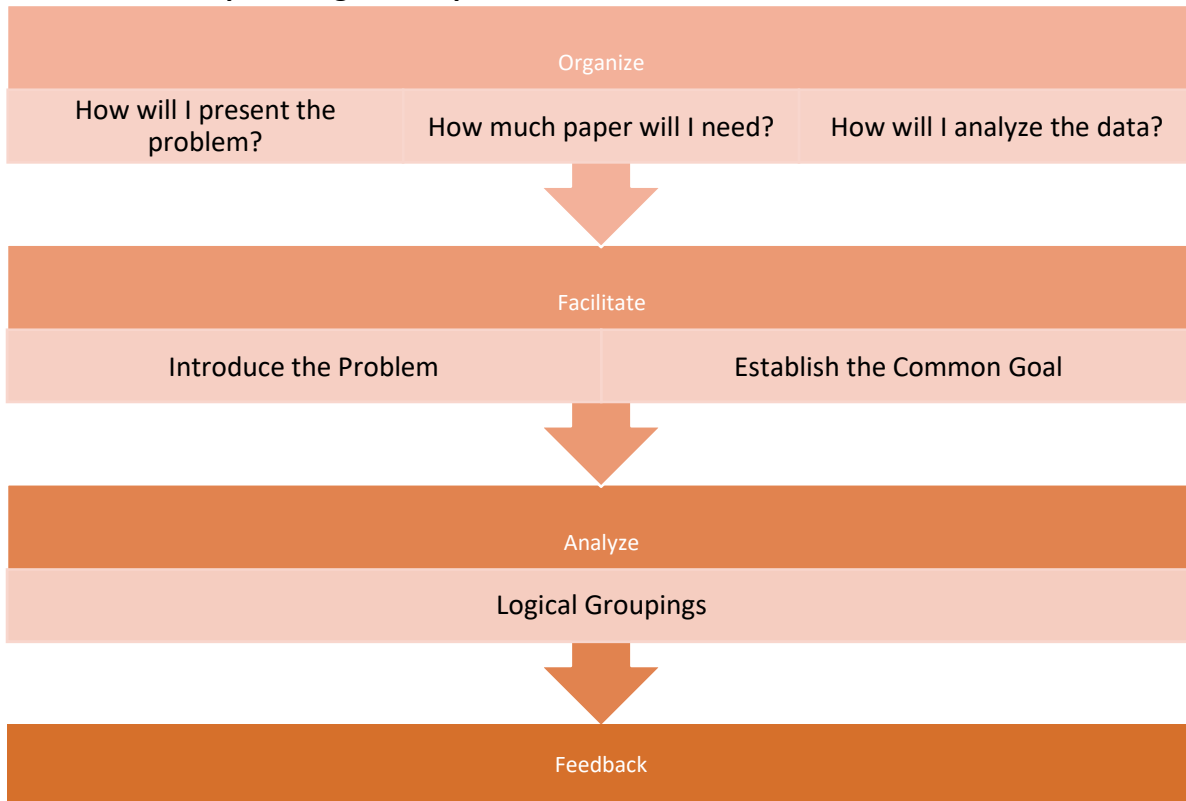 Organize
How will I present the
problem?
How much paper will I need?
How will I analyze the data?
Facilitate
Introduce the Problem
Establish the Common Goal
Analyze
Logical Groupings
Feedback